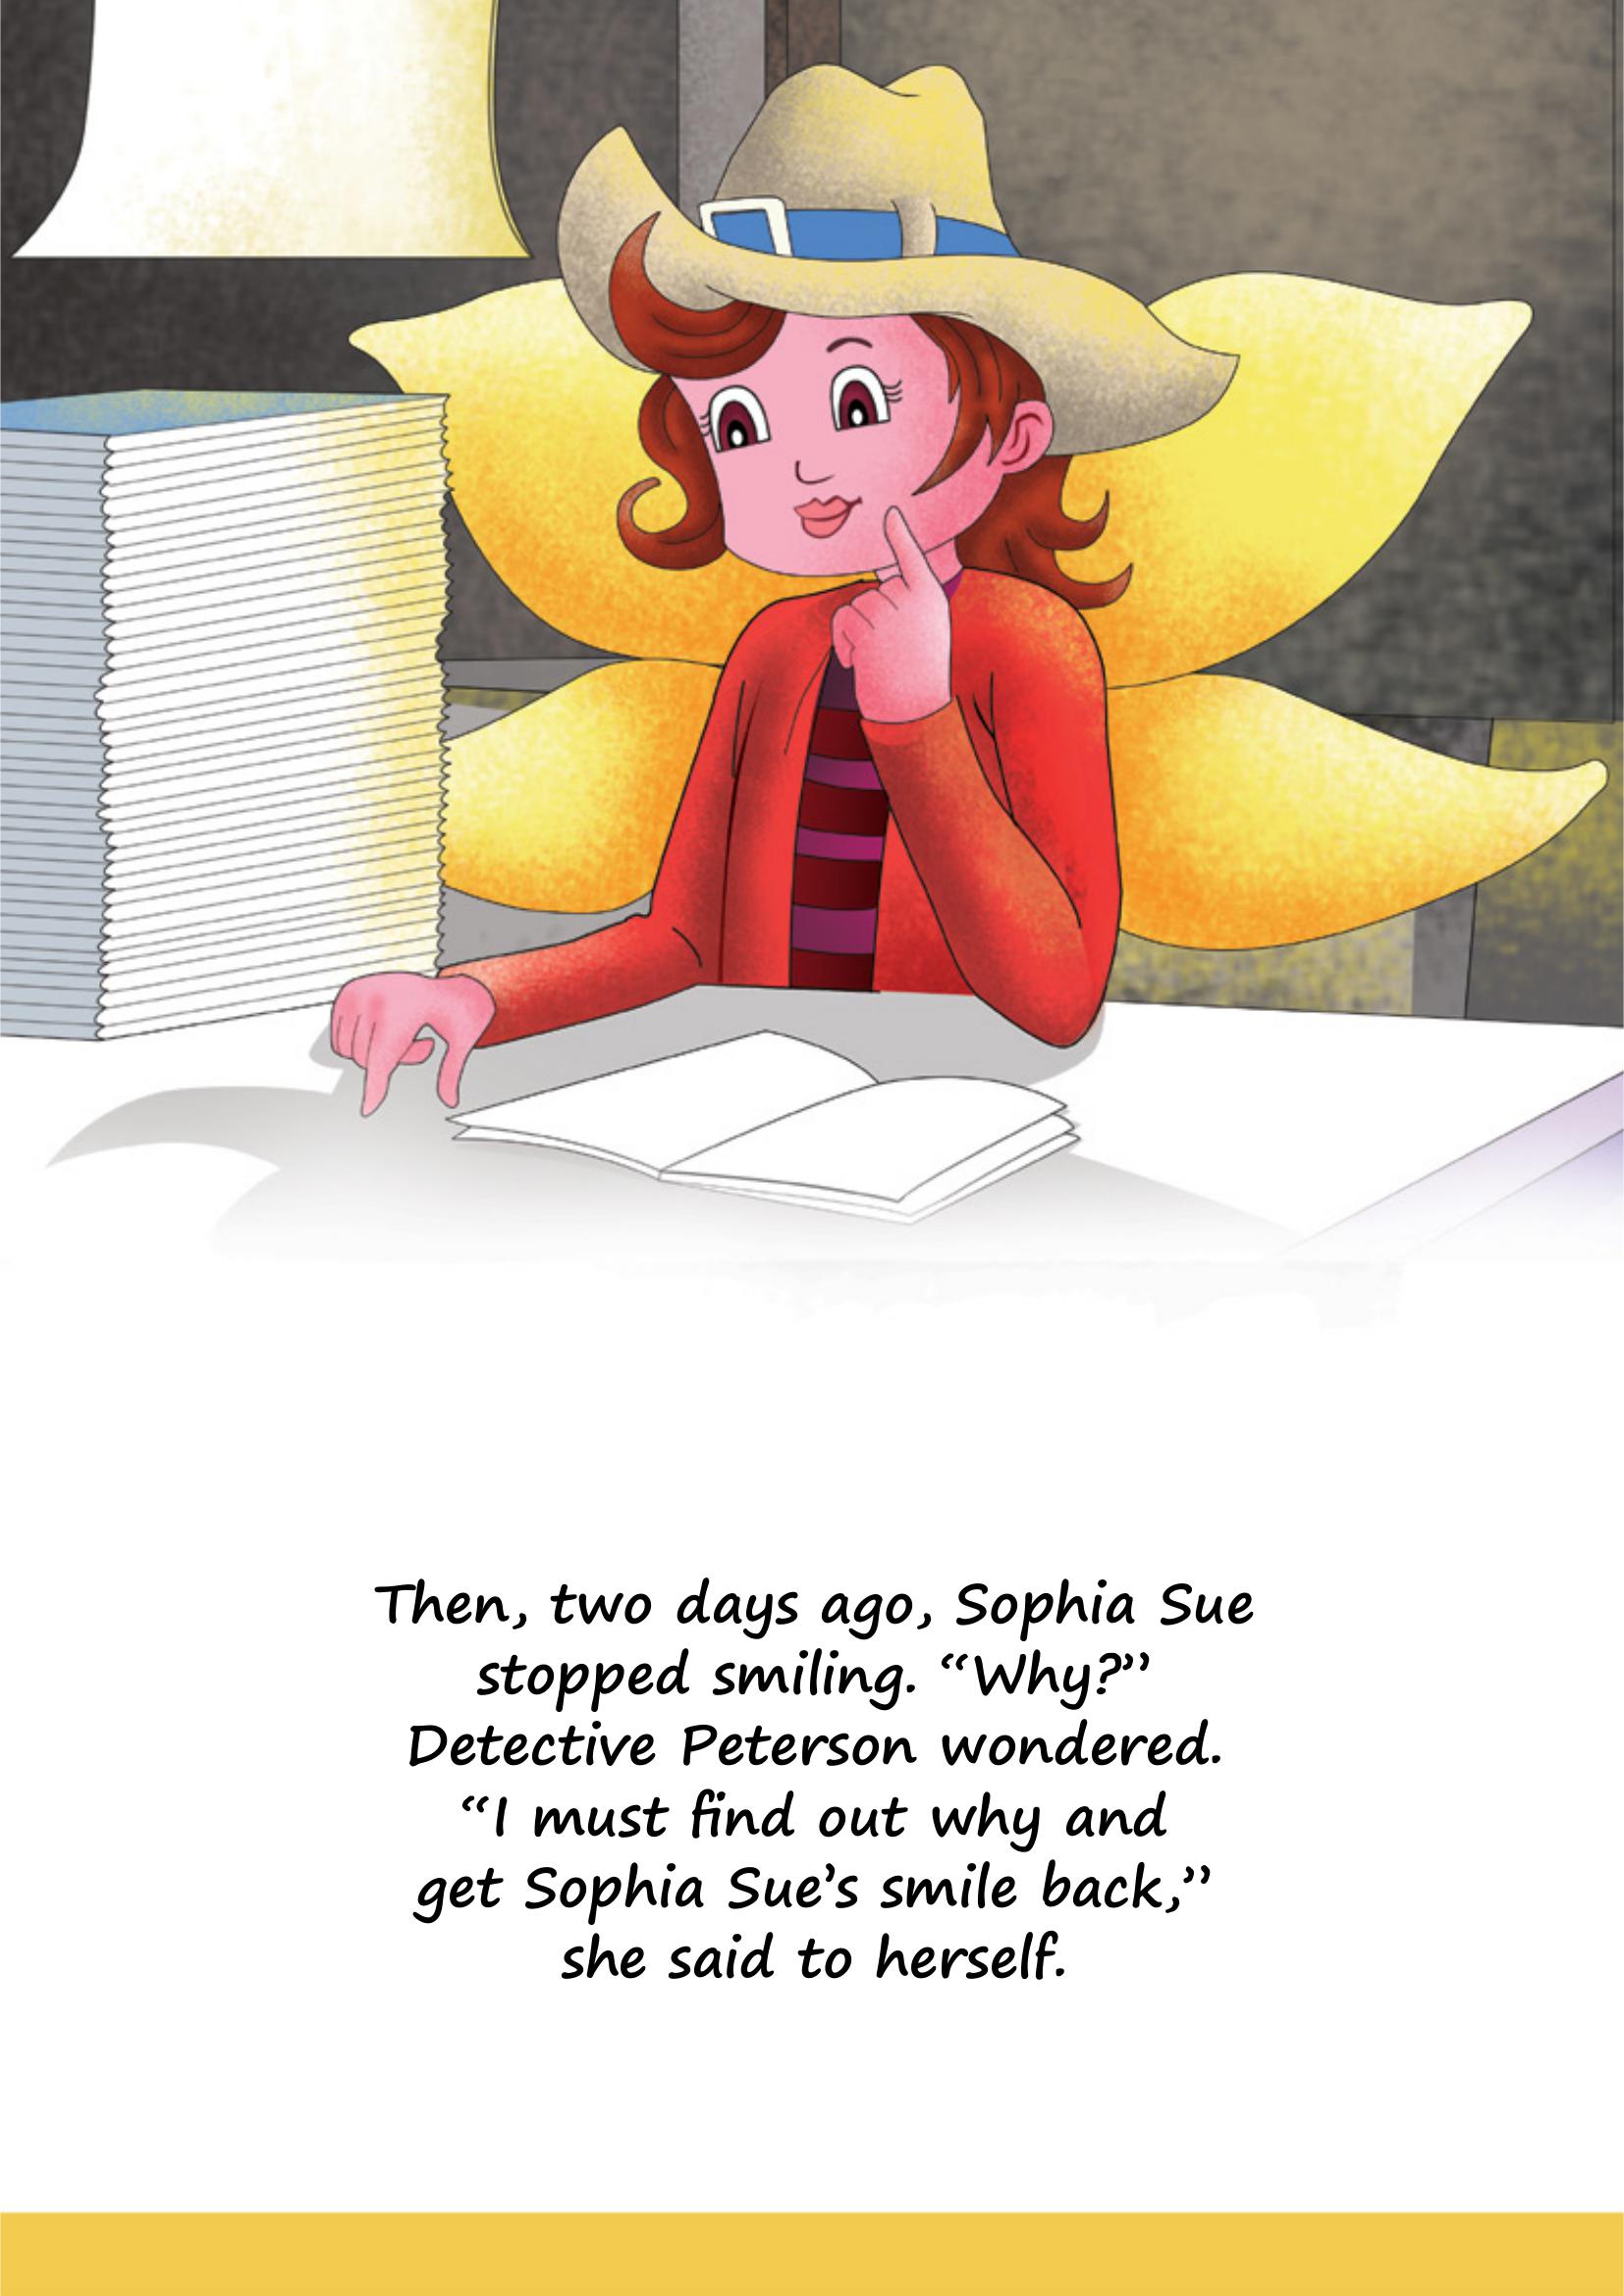 Then, two days ago, Sophia Sue
stopped smiling. “Why?”
Detective Peterson wondered.
“I must find out why and
get Sophia Sue’s smile back,”
she said to herself.